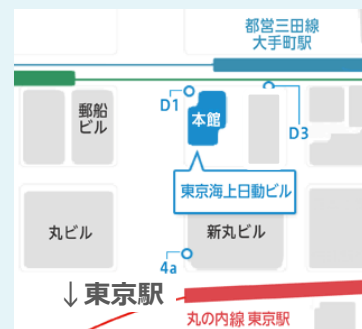 都営三田線
大手町駅
D1
郵船
ビル
本館
D3
東京海上日動ビル
丸ビル
新丸ビル
4a
↓東京駅
丸の内線 東京駅